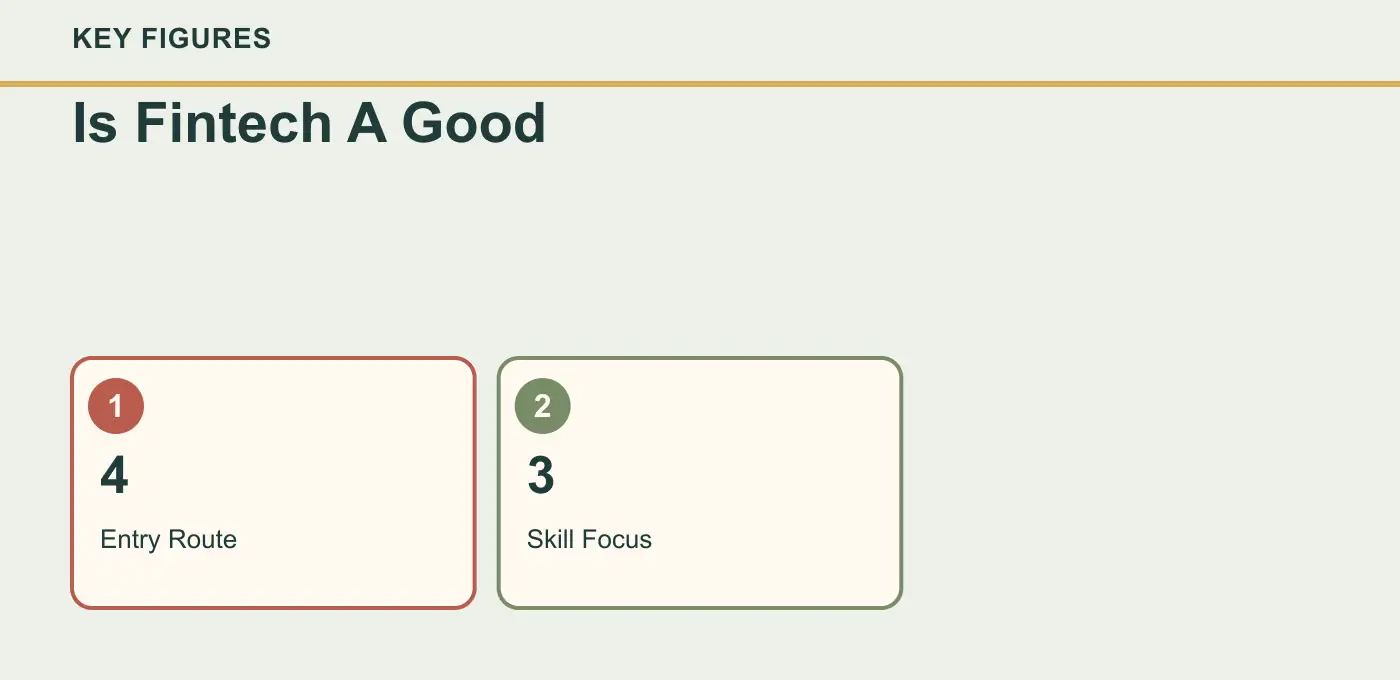 KEY FIGURES
Is Fintech A Good
1
4
Entry Route
2
3
Skill Focus